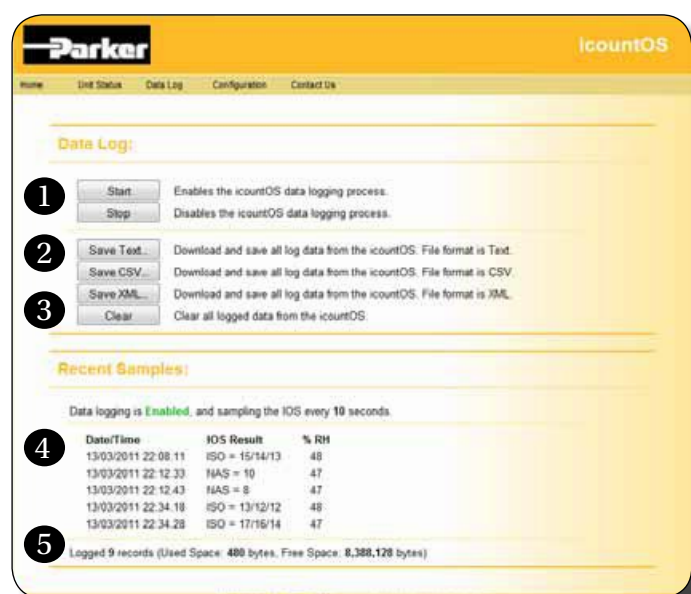 Parker
icountOS
Home Unit Status Data Log Configuration Contact Us
Data Log:
1
Start Enables the icountOS data logging process.
Stop Disables the icountOS data logging process.
2
Save Text... Download and save all log data from the icountOS. File format is Text.
Save CSV... Download and save all log data from the icountOS. File format is CSV.
Save XML... Download and save all log data from the icountOS. File format is XML.
3
Clear Clear all logged data from the icountOS.
Recent Samples:
Data logging is Enabled, and sampling the IOS every 10 seconds.
4
Date/Time IOS Result % RH
13/03/2011 22:08:11 ISO = 15/14/13 48
13/03/2011 22:12:33 NAS = 10 47
13/03/2011 22:12:43 NAS = 8 47
13/03/2011 22:34:18 ISO = 13/12/12 48
13/03/2011 22:34:28 ISO = 17/16/14 47
5
Logged 9 records (Used Space: 480 bytes, Free Space: 8,388,128 bytes)